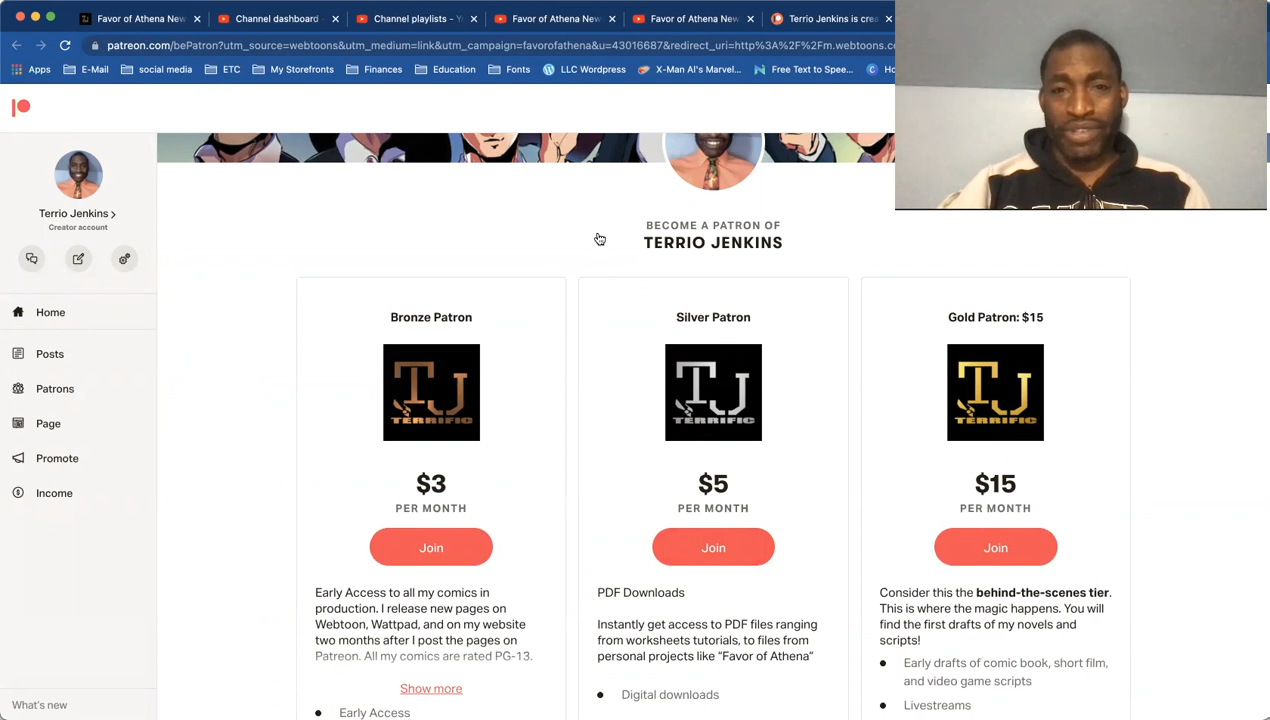 Favor of Athena New
Channel dashboard -
Channel playlists - Y
Favor of Athena New
Favor of Athena New
Terrio Jenkins is crea
patreon.com/bePatron?utm_source=webtoons&utm_medium=link&utm_campaign=favorofathena&u=43016687&redirect_uri=http%3A%2F%2Fm.webtoons.co
Apps
E-Mail
social media
ETC
My Storefronts
Finances
Education
Fonts
LLC Wordpress
X-Man Al's Marvel...
Free Text to Spee...
Ho
Terrio Jenkins
Creator account
Home
Posts
Patrons
Page
Promote
Income
What's new
BECOME A PATRON OF
TERRIO JENKINS
Bronze Patron
TJ
TERRIFIC
$3
PER MONTH
Join
Early Access to all my comics in
production. I release new pages on
Webtoon, Wattpad, and on my website
two months after I post the pages on
Patreon. All my comics are rated PG-13.
Show more
Early Access
Silver Patron
TJ
TERRIFIC
$5
PER MONTH
Join
PDF Downloads
Instantly get access to PDF files ranging
from worksheets tutorials, to files from
personal projects like “Favor of Athena”
Digital downloads
Gold Patron: $15
TJ
TERRIFIC
$15
PER MONTH
Join
Consider this the behind-the-scenes tier.
This is where the magic happens. You will
find the first drafts of my novels and
scripts!
Early drafts of comic book, short film,
and video game scripts
Livestreams